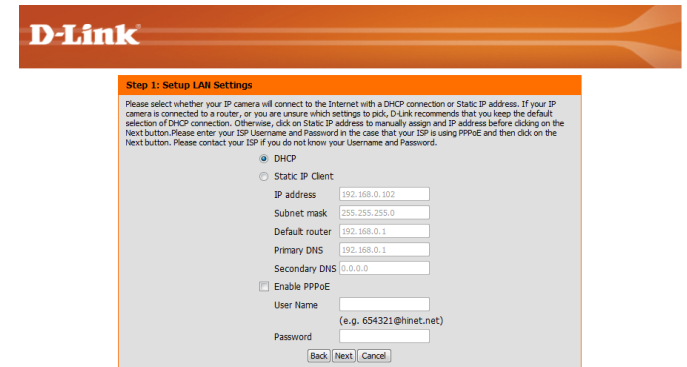 D-Link
Step 1: Setup LAN Settings
Please select whether your IP camera will connect to the Internet with a DHCP connection or Static IP address. If your IP
camera is connected to a router, or you are unsure which settings to pick, D-Link recommends that you keep the default
selection of DHCP connection. Otherwise, click on Static IP address to manually assign and IP address before clicking on the
Next button.Please enter your ISP Username and Password in the case that your ISP is using PPPoE and then click on the
Next button. Please contact your ISP if you do not know your Username and Password.
DHCP
Static IP Client
IP address 192.168.0.102
Subnet mask 255.255.255.0
Default router 192.168.0.1
Primary DNS 192.168.0.1
Secondary DNS 0.0.0.0
Enable PPPoE
User Name
(e.g. 654321@hinet.net)
Password
Back Next Cancel